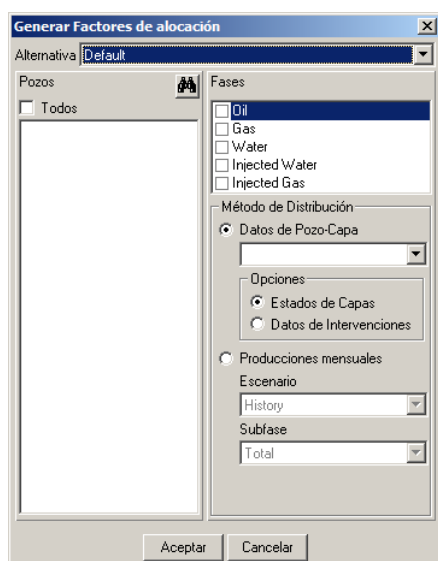 Generar Factores de alocación
Alternativa Default
Pozos
Todos
Fases
Oil
Gas
Water
Injected Water
Injected Gas
Método de Distribución
Datos de Pozo-Capa
Opciones
Estados de Capas
Datos de Intervenciones
Producciones mensuales
Escenario
History
Subfase
Total
Aceptar Cancelar